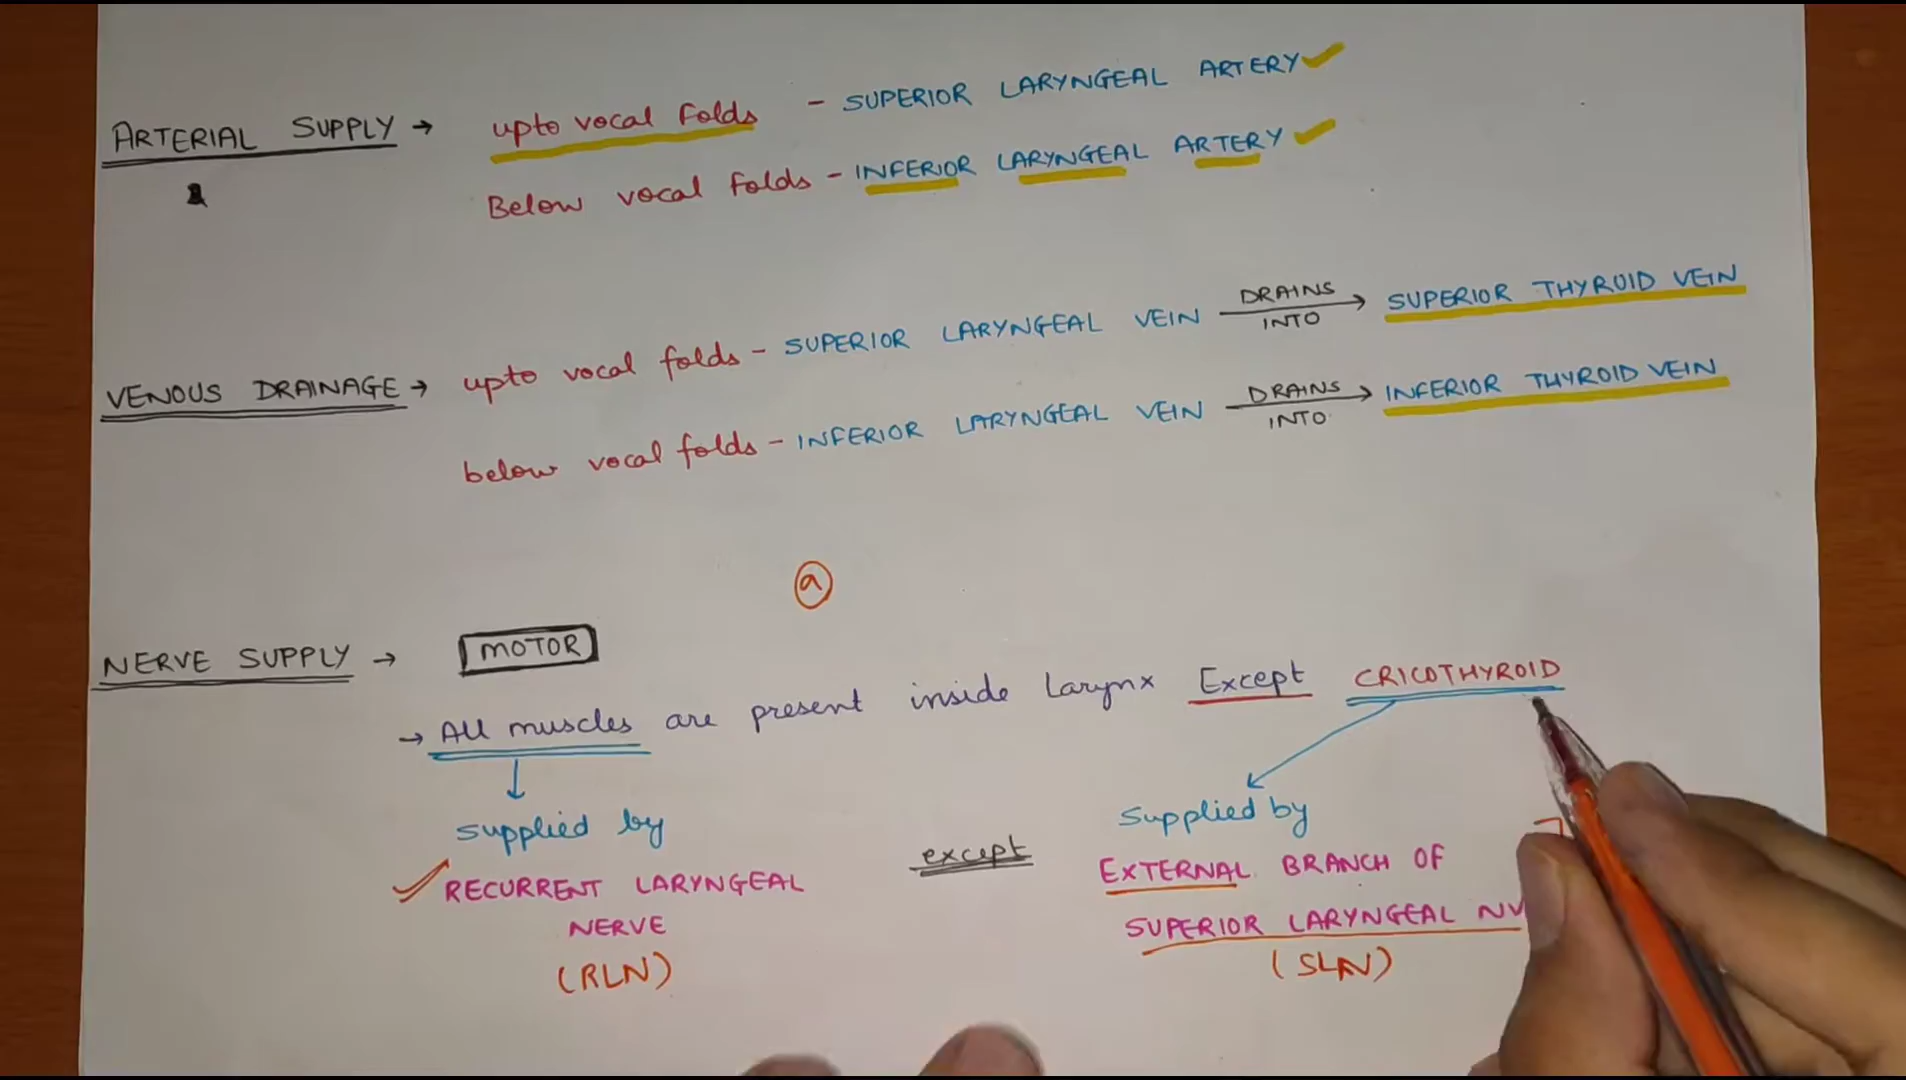 ARTERIAL SUPPLY → upto vocal folds - SUPERIOR LARYNGEAL ARTERY ✓
Below vocal folds - INFERIOR LARYNGEAL ARTERY ✓
VENOUS DRAINAGE → upto vocal folds - SUPERIOR LARYNGEAL VEIN DRAINS INTO → SUPERIOR THYROID VEIN
below vocal folds - INFERIOR LARYNGEAL VEIN DRAINS INTO → INFERIOR THYROID VEIN
a
NERVE SUPPLY → MOTOR
→ All muscles are present inside Larynx Except CRICOTHYROID
supplied by
✓ RECURRENT LARYNGEAL
NERVE
(RLN)
except
Supplied by
EXTERNAL BRANCH OF
SUPERIOR LARYNGEAL NV
(SLN)